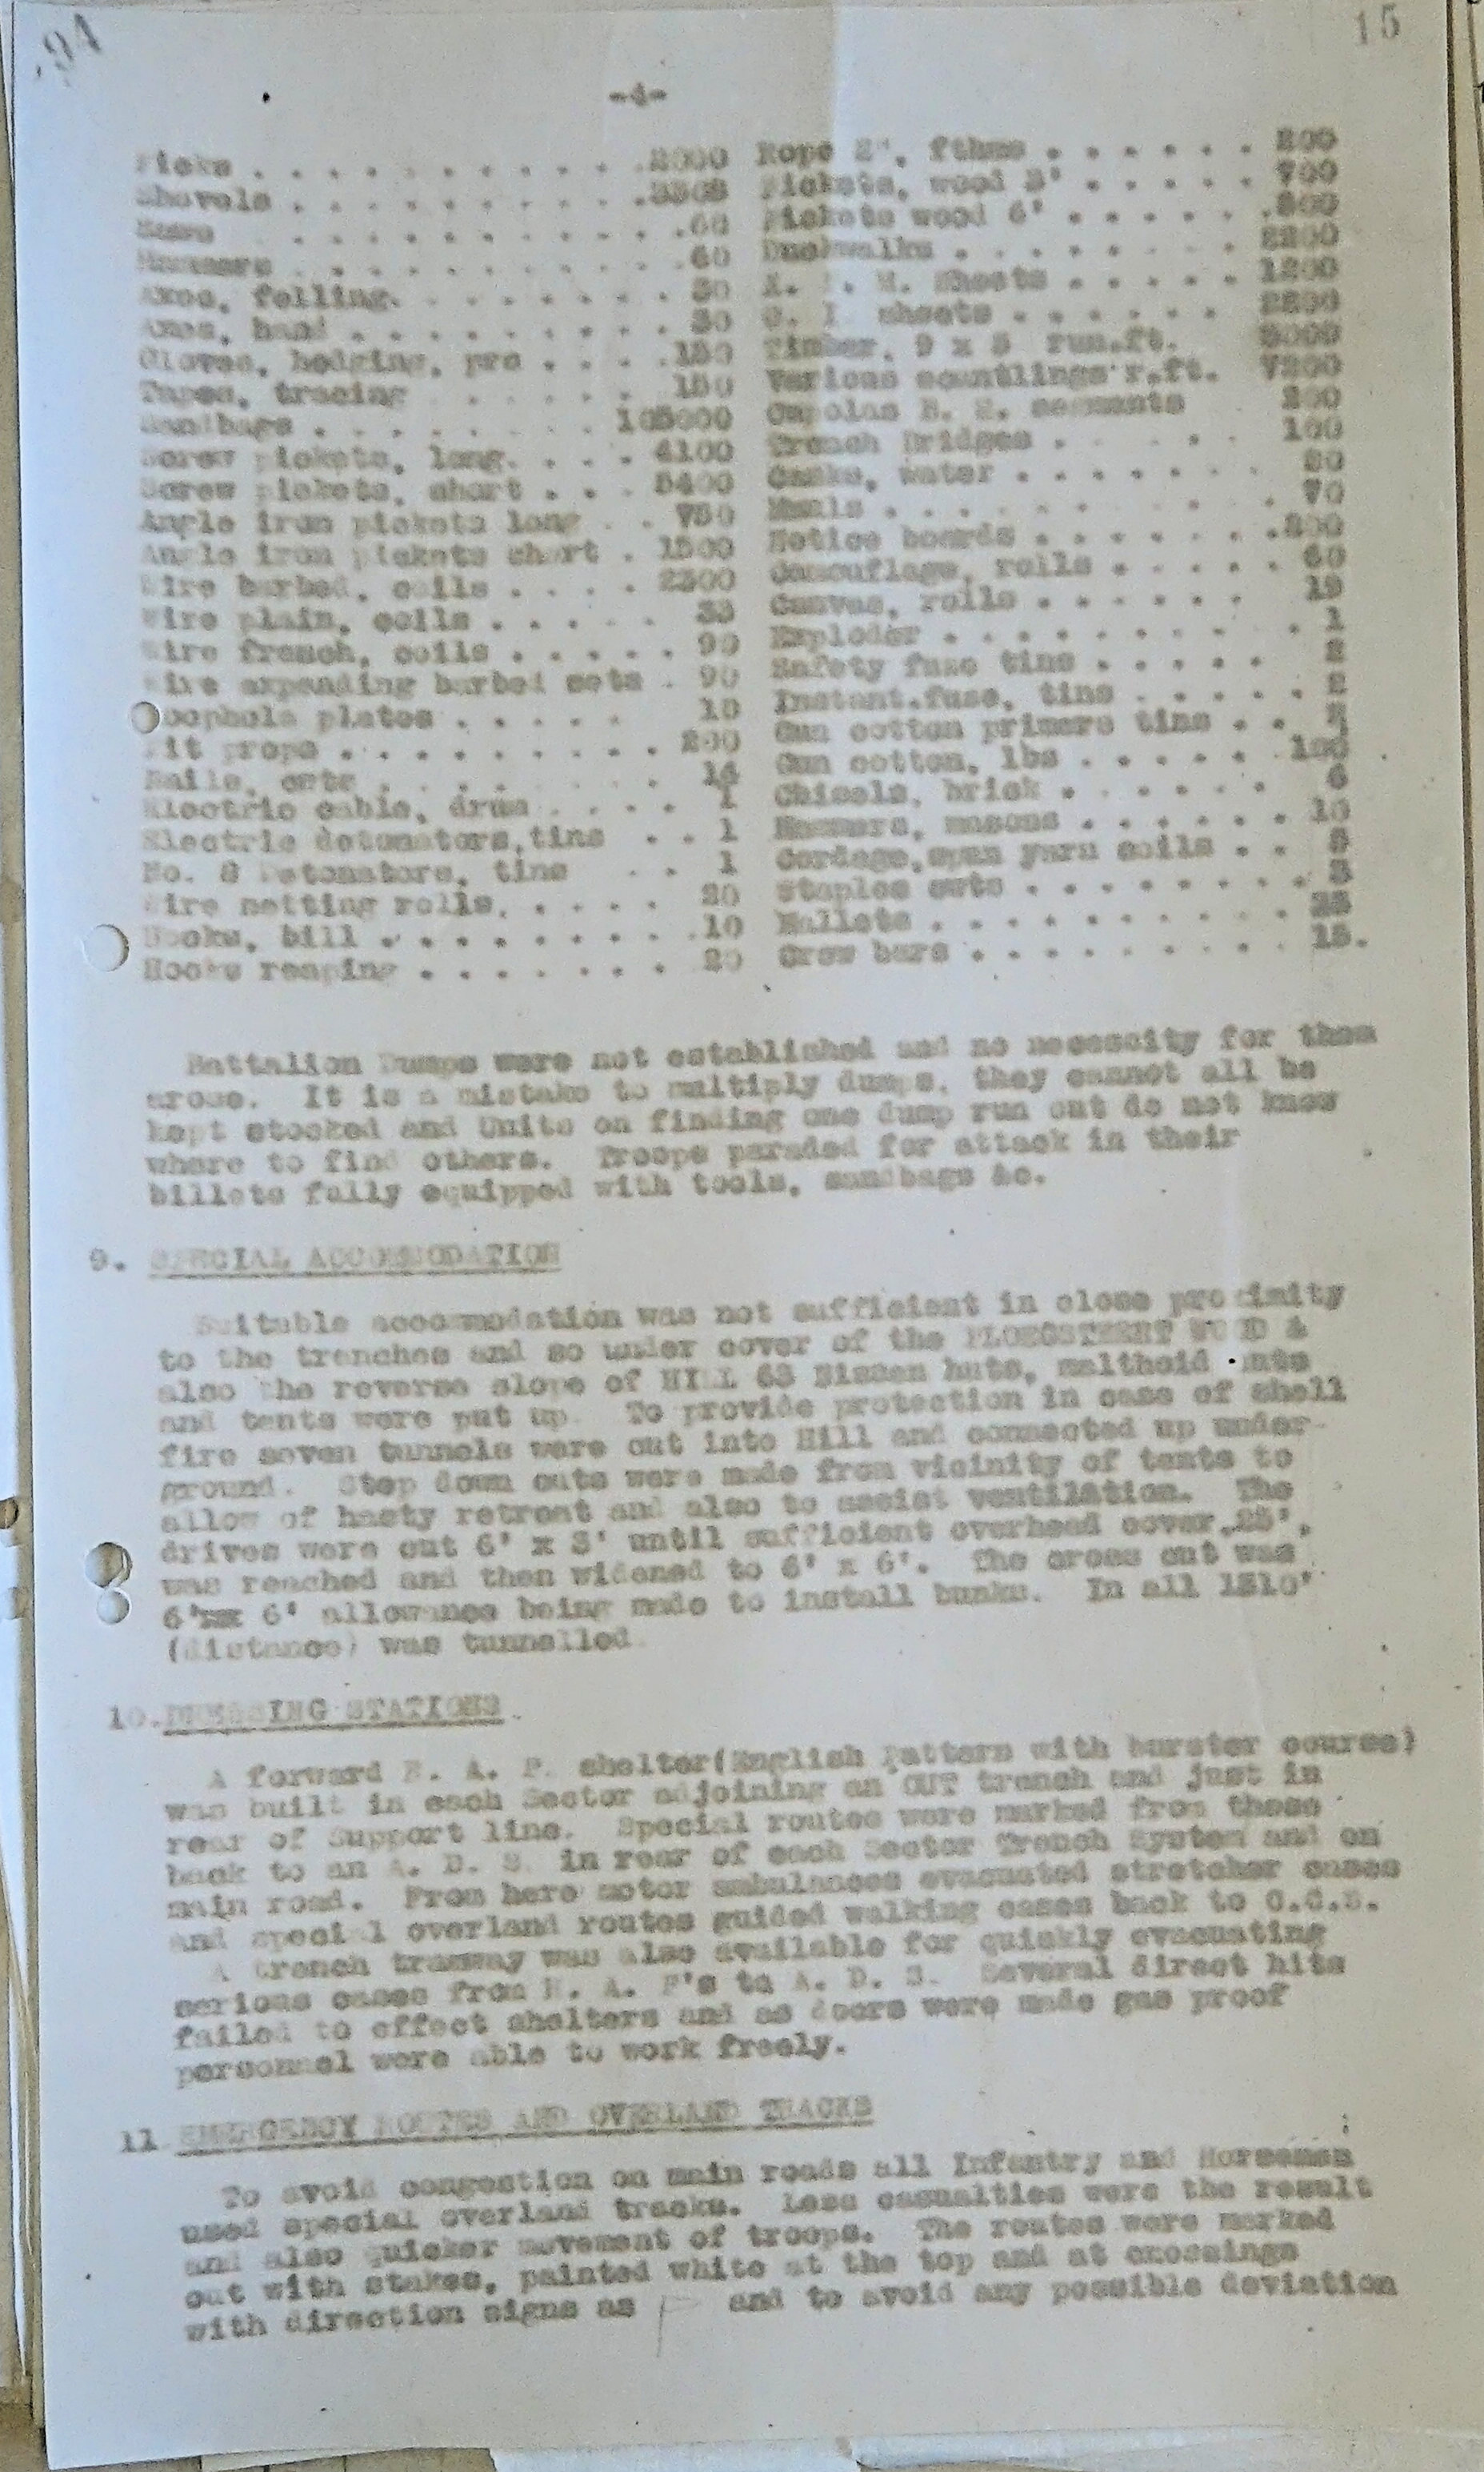 15
-4-
Picks . . . . . . . . . . . . .2000
Shovels . . . . . . . . . . . .
. . . . . . . . . . . . .60
Hammers . . . . . . . . . . . .60
Axes, felling. . . . . . . . . 30
Axes, hand . . . . . . . . . . 30
Gloves, hedging, prs . . . .150
Tapes, tracing . . . . . . 150
Sandbags . . . . . . . . . 105000
Screw pickets, long. . . . 4100
Screw pickets, short . . . 5400
Angle iron pickets long . . 750
Angle iron pickets short . 1500
Wire barbed, coils . . . . 2300
Wire plain, coils . . . . . 33
Wire french, coils . . . . . 90
Wire expending barbed sets . 90
Loophole plates . . . . . 10
Pit props . . . . . . . . . . 200
Nails, cwts . . . . . . . . 14
Electric cable, drum . . . . 1
Electric detonators,tins . . 1
No. 8 Detonators, tins . . 1
Wire netting rolls. . . . . 20
Hooks, bill . . . . . . . . . .10
Hooks reaping . . . . . . . . 20
Rope 2", fthms . . . . . . . 200
Pickets, wood 3' . . . . . . 700
Pickets wood 6' . . . . . . .
Duckwalks . . . . . . . . . 2200
Sheets . . . . . . 1200
G. I sheets . . . . . .
Timber, 9 x 3 run.ft.
Various scantlings r.ft. 7200
Cupolas segments
Trench Bridges . . . . . . 100
Casks, water . . . . . . . .
. . . . . . . . . . 70
Notice boards . . . . . . . .200
Camouflage, rolls . . . . . . 60
Canvas, rolls . . . . . . . 19
Exploder . . . . . . . . . . . 1
Safety fuse tins . . . . . . 2
Instant.fuse, tins . . . . . . 2
Gun cotton primers tins . .
Gun cotton, lbs . . . . . .
Chisels, brick . . . . . . . 6
Hammers, masons . . . . . . . 10
Cordage,spun yarn coils . .
Staples cwts . . . . . . . . .
Mallets . . . . . . . . . . .
Crow bars . . . . . . . . . . 15.
Battalion Dumps were not established and no necessity for them
arose. It is a mistake to multiply dumps, they cannot all be
kept stocked and Units on finding one dump run out do not know
where to find others. Troops paraded for attack in their
billets fully equipped with tools, sandbags &c.
9. SPECIAL ACCOMMODATION
Suitable accommodation was not sufficient in close proximity
to the trenches and so under cover of the PLOEGSTEERT WOOD &
also the reverse slope of HILL 63 Nissen huts, malthoid huts
and tents were put up. To provide protection in case of shell
fire seven tunnels were cut into Hill and connected up under-
ground. Step down cuts were made from vicinity of tents to
allow of hasty retreat and also to assist ventilation. The
drives were cut 6' x 3' until sufficient overhead cover,25',
was reached and then widened to 6' x 6'. The cross cut was
6' x 6' allowance being made to install bunks. In all 1310'
(distance) was tunnelled.
10.DRESSING STATIONS.
A forward R. A. P. shelter(English Pattern with burster course)
was built in each Sector adjoining an OUT trench and just in
rear of Support line. Special routes were marked from these
back to an A. D. S. in rear of each Sector Trench System and on
main road. From here motor ambulances evacuated stretcher cases
and special overland routes guided walking cases back to C.C.S.
A trench tramway was also available for quickly evacuating
serious cases from R. A. P's to A. D. S. Several direct hits
failed to effect shelters and as doors were made gas proof
personnel were able to work freely.
11 EMERGENCY ROUTES AND OVERLAND TRACKS
To avoid congestion on main roads all Infantry and Horsemen
used special overland tracks. Less casualties were the result
and also quicker movement of troops. The routes were marked
out with stakes, painted white at the top and at crossings
with direction signs as and to avoid any possible deviation